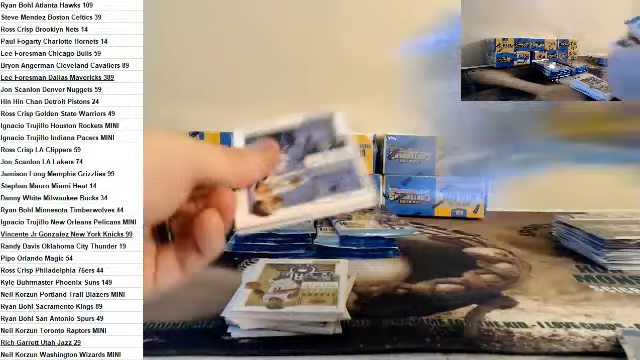 Ryan Bohl Atlanta Hawks 109
Steve Mendez Boston Celtics 39
Ross Crisp Brooklyn Nets 14
Paul Fogarty Charlotte Hornets 14
Lee Foresman Chicago Bulls 59
Bryon Angerman Cleveland Cavaliers 89
Lee Foresman Dallas Mavericks 389
Jon Scanlon Denver Nuggets 59
Hin Hin Chan Detroit Pistons 24
Ross Crisp Golden State Warriors 49
Ignacio Trujillo Houston Rockets MINI
Ignacio Trujillo Indiana Pacers MINI
Ross Crisp LA Clippers 59
Jon Scanlon LA Lakers 74
Jamison Long Memphis Grizzlies 99
Stephan Mauro Miami Heat 14
Danny White Milwaukee Bucks 34
Ryan Bohl Minnesota Timberwolves 44
Ignacio Trujillo New Orleans Pelicans MINI
Vincente Jr Gonzalez New York Knicks 99
Randy Davis Oklahoma City Thunder 19
Pipo Orlando Magic 54
Ross Crisp Philadelphia 76ers 44
Kyle Buhrmaster Phoenix Suns 149
Neil Korzun Portland Trail Blazers MINI
Ryan Bohl Sacramento Kings 89
Ryan Bohl San Antonio Spurs 49
Neil Korzun Toronto Raptors MINI
Rich Garrett Utah Jazz 29
Neil Korzun Washington Wizards MINI